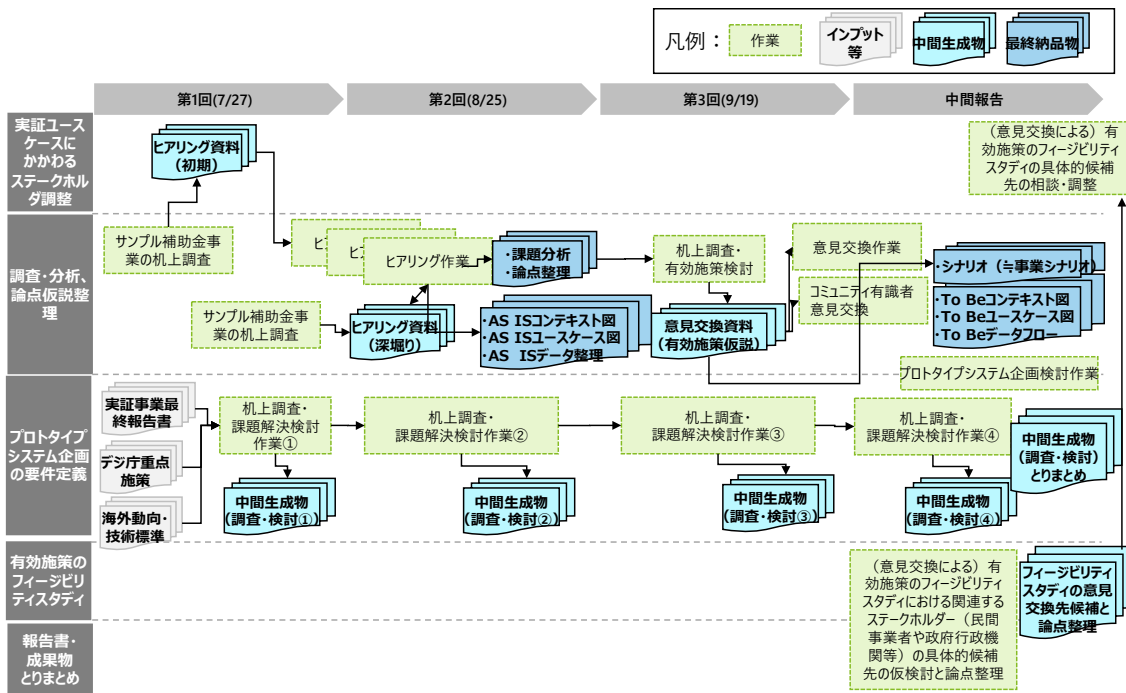 凡例：
作業
インプット
等
中間生成物
最終納品物
第1回(7/27)
第2回(8/25)
第3回(9/19)
中間報告
実証ユース
ケースに
かかわる
ステークホル
ダ調整
ヒアリング資料
（初期）
（意見交換による）有
効施策のフィージビリティ
スタディの具体的候補
先の相談・調整
調査・分析、
論点仮説整
理
サンプル補助金事
業の机上調査
ヒ
ヒ
ヒアリング作業
・課題分析
・論点整理
机上調査・
有効施策検討
意見交換作業
・シナリオ（≒事業シナリオ）
サンプル補助金事
業の机上調査
ヒアリング資料
（深堀り）
・AS ISコンテキスト図
・AS ISユースケース図
・AS ISデータ整理
意見交換資料
（有効施策仮説）
コミュニティ有識者
意見交換
・To Beコンテキスト図
・To Beユースケース図
・To Beデータフロー
プロトタイプシステム企画検討作業
プロトタイプ
システム企画
の要件定義
実証事業最
終報告書
デジ庁重点
施策
海外動向・
技術標準
机上調査・
課題解決検討
作業①
机上調査・
課題解決検討作業②
机上調査・
課題解決検討作業③
机上調査・
課題解決検討作業④
中間生成物
（調査・検討）
とりまとめ
中間生成物
（調査・検討①）
中間生成物
（調査・検討②）
中間生成物
（調査・検討③）
中間生成物
（調査・検討④）
有効施策の
フィージビリ
ティスタディ
（意見交換による）有
効施策のフィージビリティ
スタディにおける関連する
ステークホルダー（民間
事業者や政府行政機
関等）の具体的候補
先の仮検討と論点整理
フィージビリティ
スタディの意見
交換先候補と
論点整理
報告書・
成果物
とりまとめ